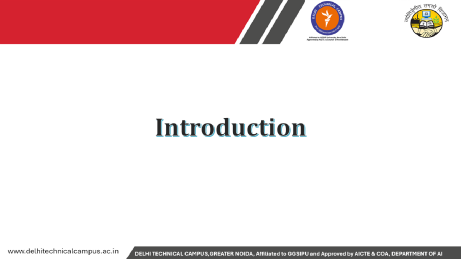 Introduction
www.delhitechnicalcampus.ac.in
DELHI TECHNICAL CAMPUS,GREATER NOIDA, Affiliated to GGSIPU and Approved by AICTE & COA, DEPARTMENT OF AI